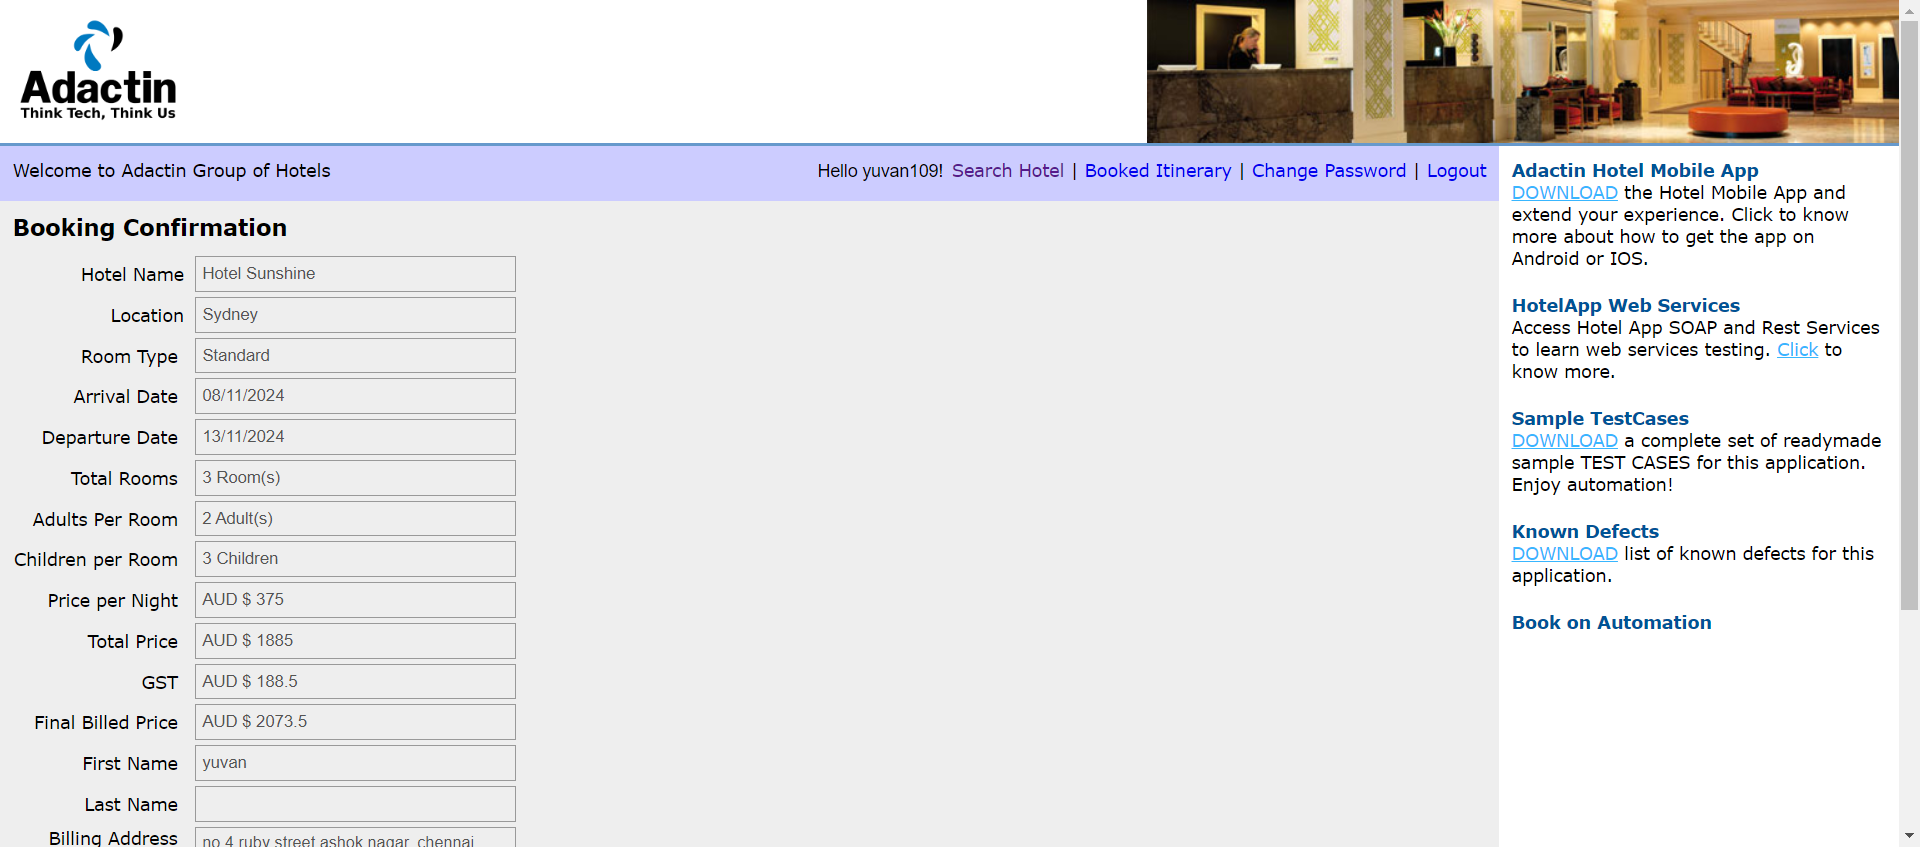 Adactin
Think Tech, Think Us
Welcome to Adactin Group of Hotels
Hello yuvan109! Search Hotel | Booked Itinerary | Change Password | Logout
Booking Confirmation
Hotel Name Hotel Sunshine
Location Sydney
Room Type Standard
Arrival Date 08/11/2024
Departure Date 13/11/2024
Total Rooms 3 Room(s)
Adults Per Room 2 Adult(s)
Children per Room 3 Children
Price per Night AUD $ 375
Total Price AUD $ 1885
GST AUD $ 188.5
Final Billed Price AUD $ 2073.5
First Name yuvan
Last Name
Billing Address no 4 ruby street ashok nagar, chennai
Adactin Hotel Mobile App
DOWNLOAD the Hotel Mobile App and
extend your experience. Click to know
more about how to get the app on
Android or IOS.
HotelApp Web Services
Access Hotel App SOAP and Rest Services
to learn web services testing. Click to
know more.
Sample TestCases
DOWNLOAD a complete set of readymade
sample TEST CASES for this application.
Enjoy automation!
Known Defects
DOWNLOAD list of known defects for this
application.
Book on Automation